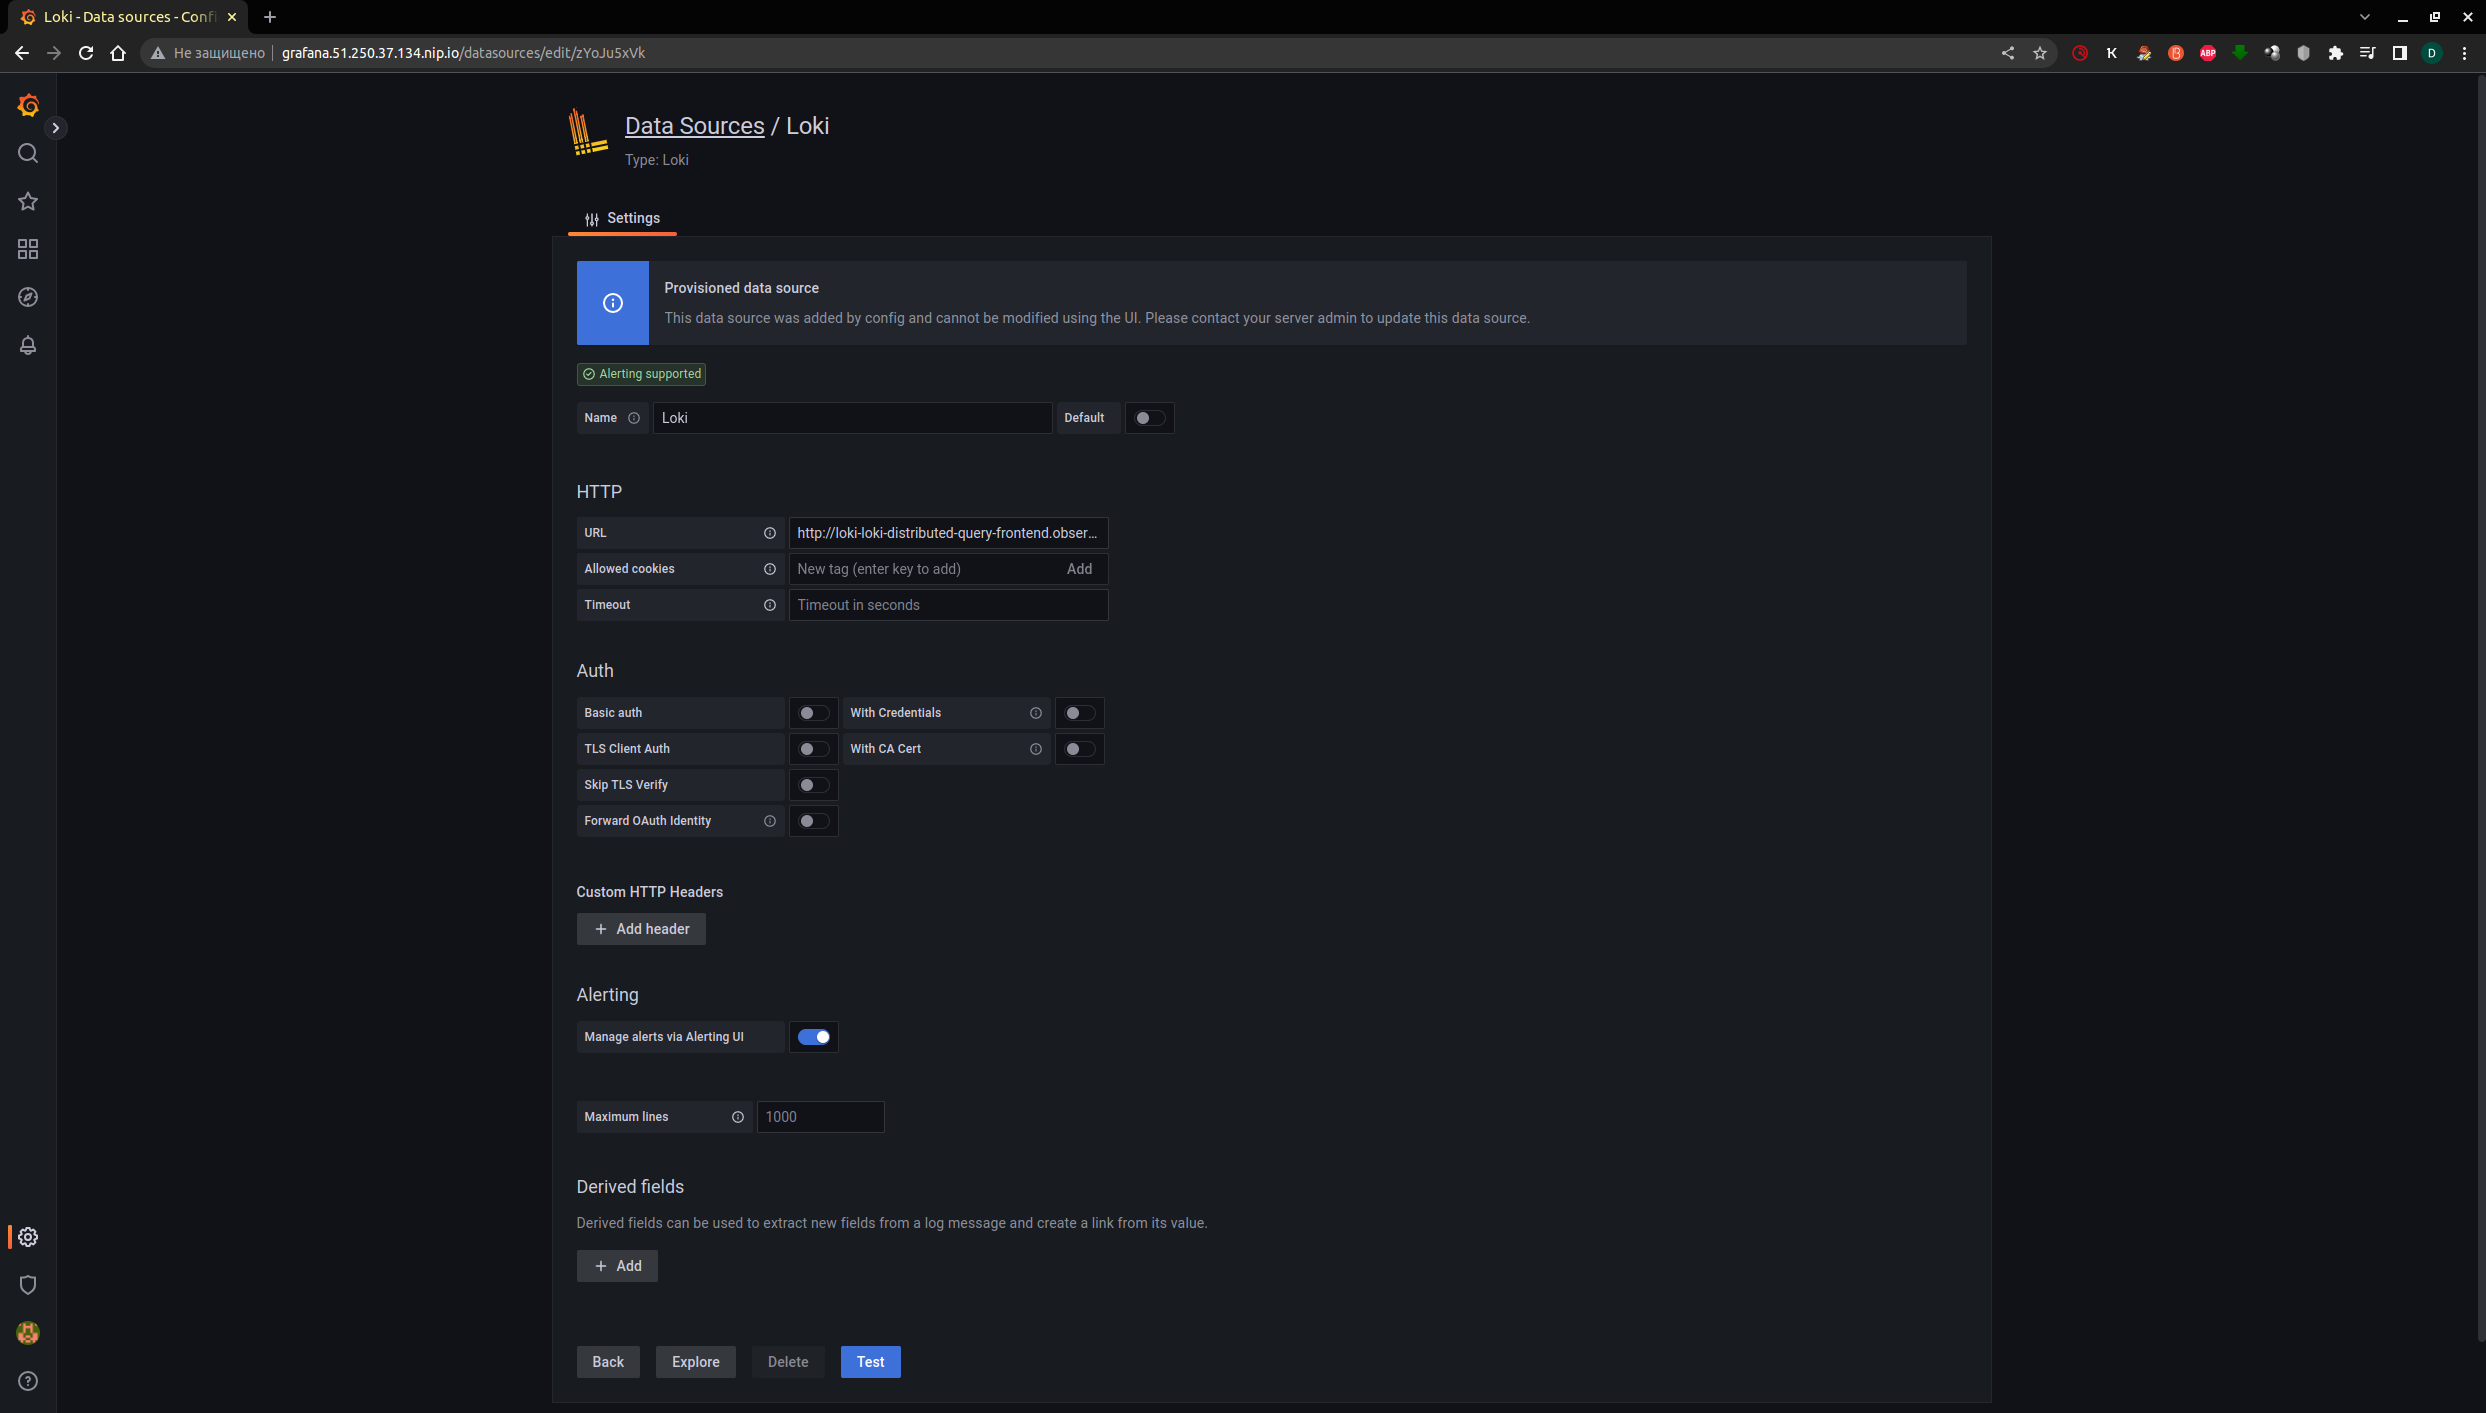 Loki - Data sources - Confi
Не защищено | grafana.51.250.37.134.nip.io/datasources/edit/zYoJu5xVk
ABP
D
Data Sources / Loki
Type: Loki
Settings
Provisioned data source
This data source was added by config and cannot be modified using the UI. Please contact your server admin to update this data source.
Alerting supported
Name Loki Default
HTTP
URL http://loki-loki-distributed-query-frontend.obser...
Allowed cookies New tag (enter key to add) Add
Timeout Timeout in seconds
Auth
Basic auth With Credentials
TLS Client Auth With CA Cert
Skip TLS Verify
Forward OAuth Identity
Custom HTTP Headers
+ Add header
Alerting
Manage alerts via Alerting UI
Maximum lines 1000
Derived fields
Derived fields can be used to extract new fields from a log message and create a link from its value.
+ Add
Back Explore Delete Test